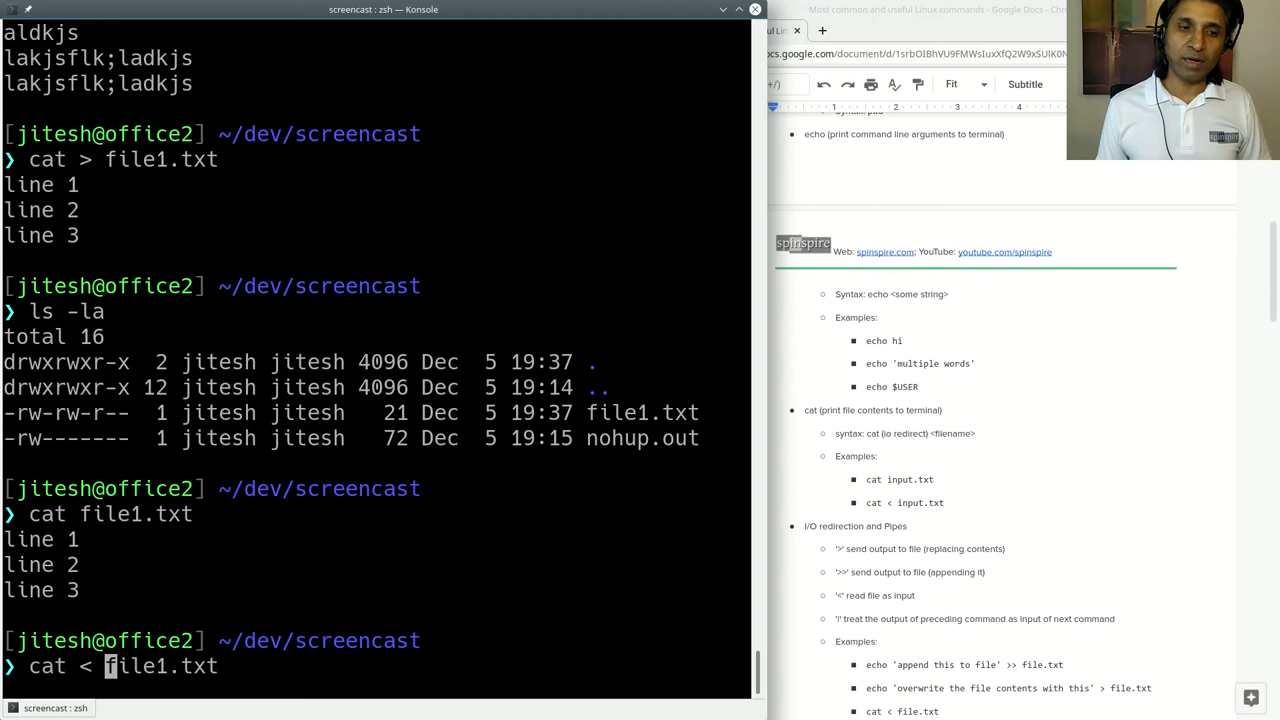 screencast : zsh — Konsole
aldkjs
lakjsflk;ladkjs
lakjsflk;ladkjs
[jitesh@office2] ~/dev/screencast
❯ cat > file1.txt
line 1
line 2
line 3
[jitesh@office2] ~/dev/screencast
❯ ls -la
total 16
drwxrwxr-x  2 jitesh jitesh 4096 Dec  5 19:37 .
drwxrwxr-x 12 jitesh jitesh 4096 Dec  5 19:14 ..
-rw-rw-r--  1 jitesh jitesh   21 Dec  5 19:37 file1.txt
-rw-------  1 jitesh jitesh   72 Dec  5 19:15 nohup.out
[jitesh@office2] ~/dev/screencast
❯ cat file1.txt
line 1
line 2
line 3
[jitesh@office2] ~/dev/screencast
❯ cat < file1.txt
screencast : zsh
Most common and useful Linux commands - Google Docs - Chr
ful Lin
ocs.google.com/document/d/
Fit
Subtitle
1 2 3 4
echo (print command line arguments to terminal)
spinspire Web: spinspire.com; YouTube: youtube.com/spinspire
Syntax: echo <some string>
Examples:
echo hi
echo 'multiple words'
echo $USER
cat (print file contents to terminal)
syntax: cat (io redirect) <filename>
Examples:
cat input.txt
cat < input.txt
I/O redirection and Pipes
'>' send output to file (replacing contents)
'>>' send output to file (appending it)
'<' read file as input
'|' treat the output of preceding command as input of next command
Examples:
echo 'append this to file' >> file.txt
echo 'overwrite the file contents with this' > file.txt
cat < file.txt
spinspire